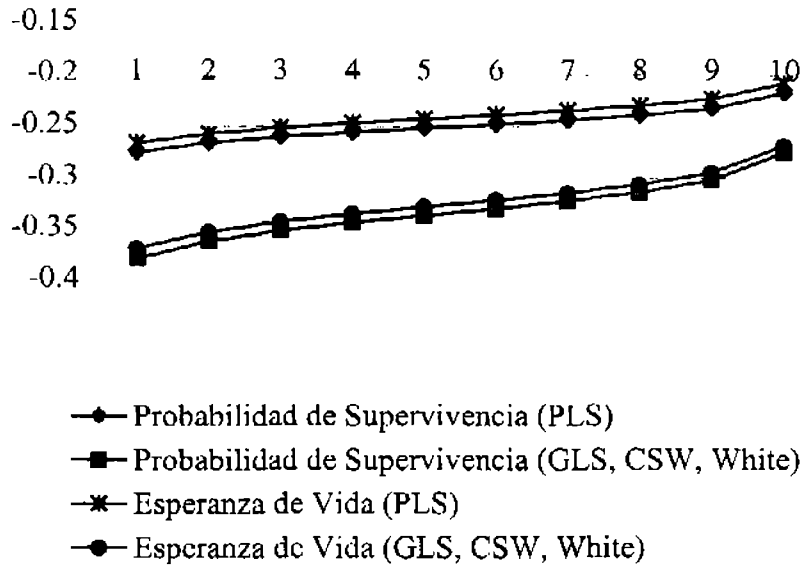 -0.15
-0.2 1 2 3 4 5 6 7 8 9 10
-0.25
-0.3
-0.35
-0.4
Probabilidad de Supervivencia (PLS)
Probabilidad de Supervivencia (GLS, CSW, White)
Esperanza de Vida (PLS)
Esperanza de Vida (GLS, CSW, White)